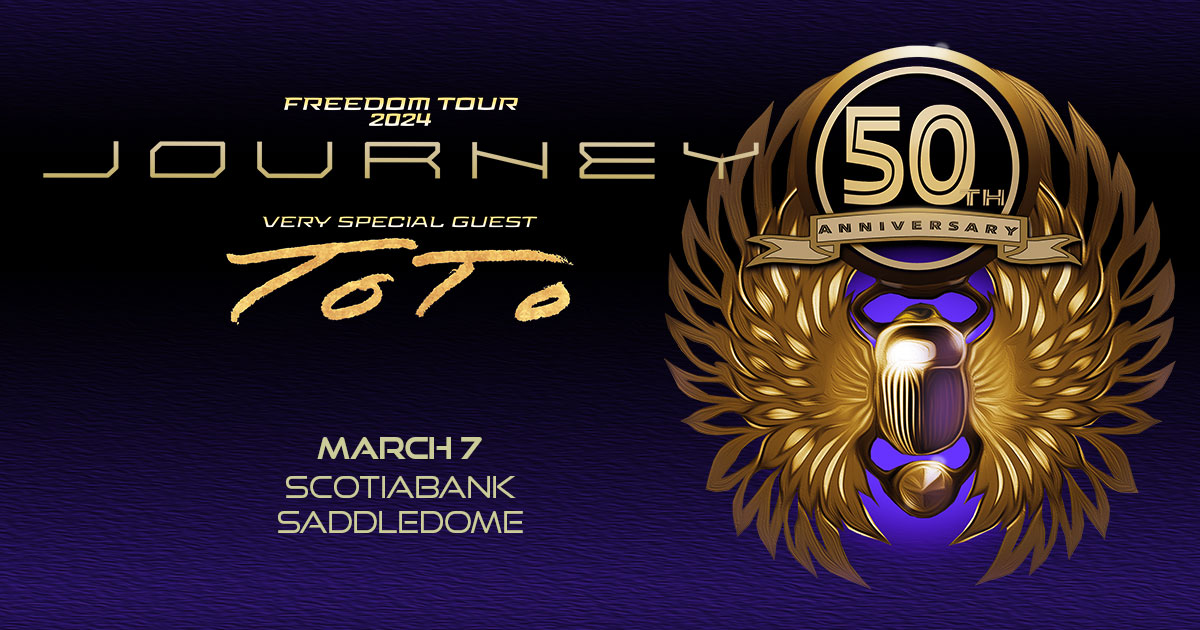 FREEDOM TOUR
2024
JOURNEY
VERY SPECIAL GUEST
TOTO
MARCH 7
SCOTIABANK
SADDLEDOME
50TH
ANNIVERSARY